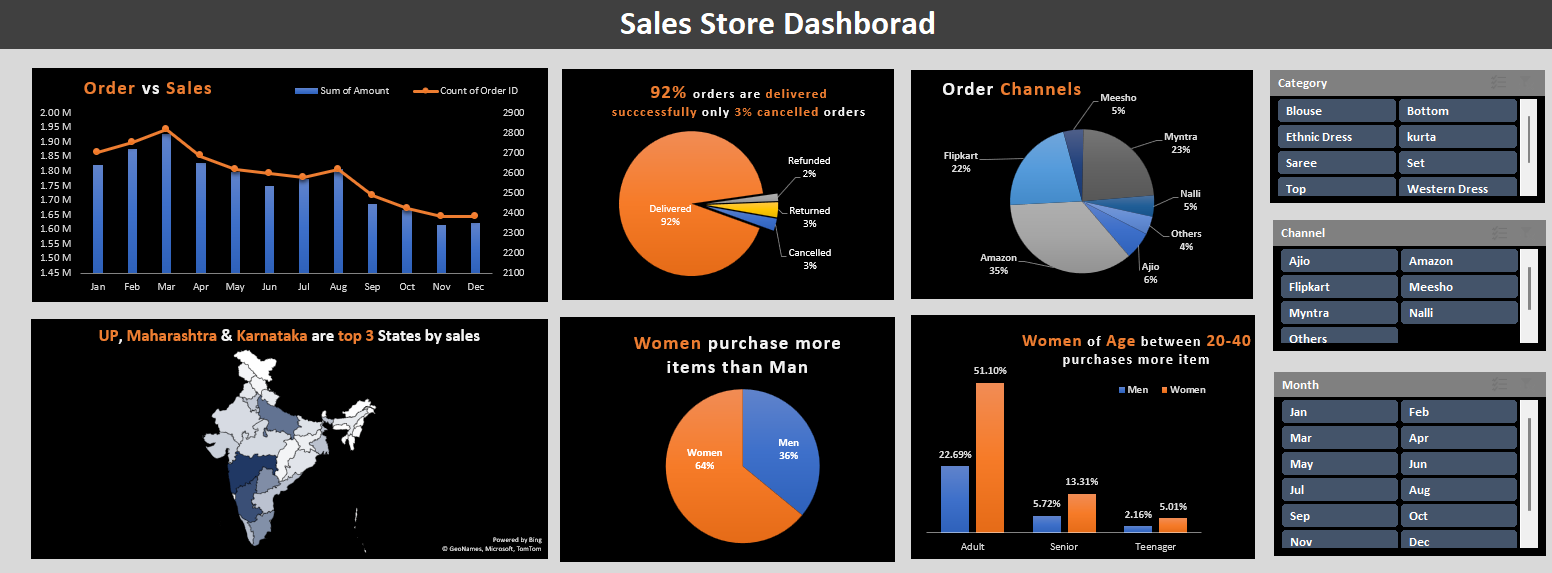 Sales Store Dashborad
Order vs Sales
Sum of Amount
Count of Order ID
2.00 M
1.95 M
1.90 M
1.85 M
1.80 M
1.75 M
1.70 M
1.65 M
1.60 M
1.55 M
1.50 M
1.45 M
2900
2800
2700
2600
2500
2400
2300
2200
2100
Jan Feb Mar Apr May Jun Jul Aug Sep Oct Nov Dec
92% orders are delivered
succcessfully only 3% cancelled orders
Refunded
2%
Delivered
92%
Returned
3%
Cancelled
3%
Order Channels
Meesho
5%
Myntra
23%
Flipkart
22%
Nalli
5%
Others
4%
Amazon
35%
Ajio
6%
Category
Blouse Bottom
Ethnic Dress kurta
Saree Set
Top Western Dress
Channel
Ajio Amazon
Flipkart Meesho
Myntra Nalli
Others
UP, Maharashtra & Karnataka are top 3 States by sales
Powered by Bing
© GeoNames, Microsoft, TomTom
Women purchase more
items than Man
Men
36%
Women
64%
Women of Age between 20-40
purchases more item
Men Women
51.10%
22.69%
13.31%
5.72%
5.01%
2.16%
Adult Senior Teenager
Month
Jan Feb
Mar Apr
May Jun
Jul Aug
Sep Oct
Nov Dec